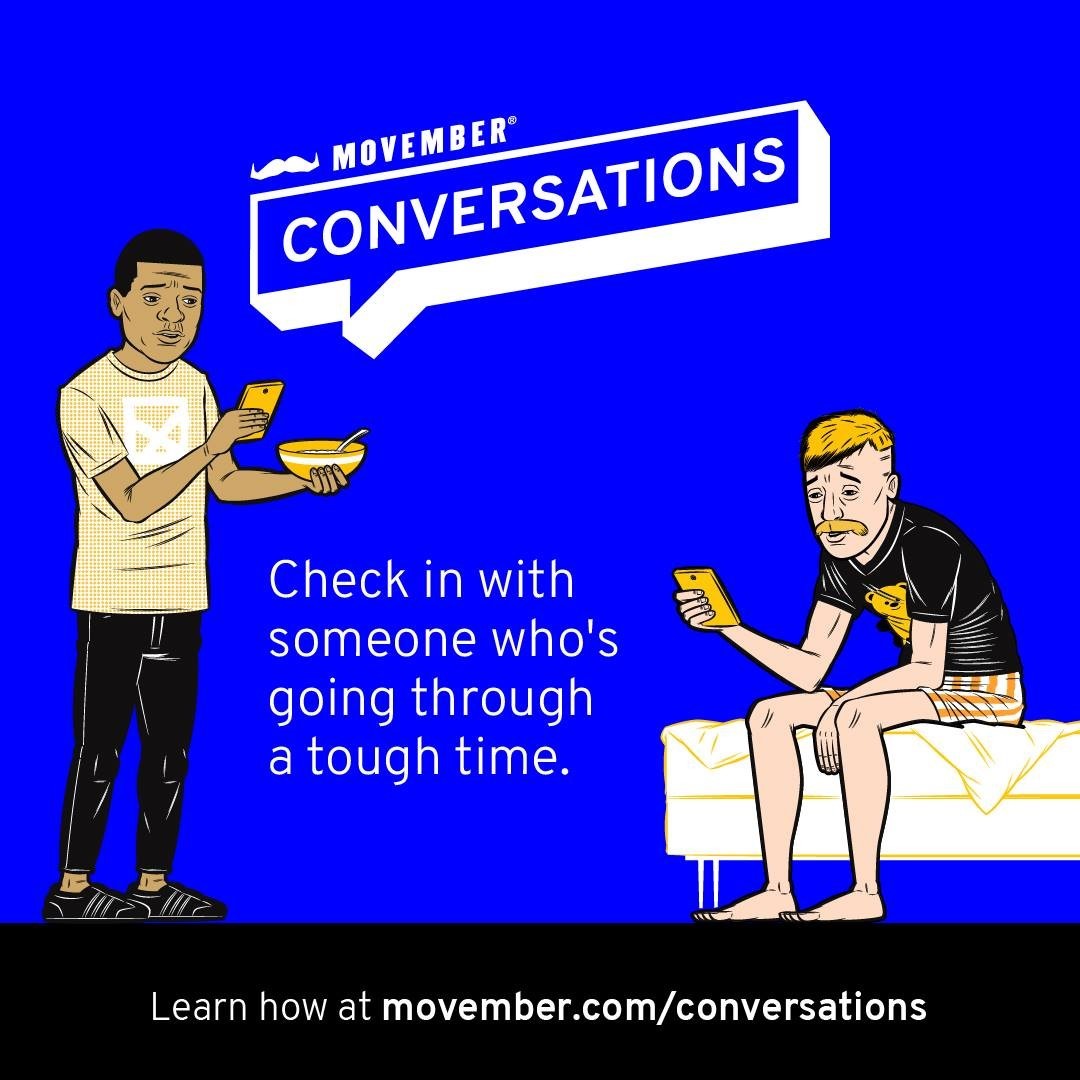 MOVEMBER®
CONVERSATIONS
Check in with
someone who's
going through
a tough time.
Learn how at movember.com/conversations